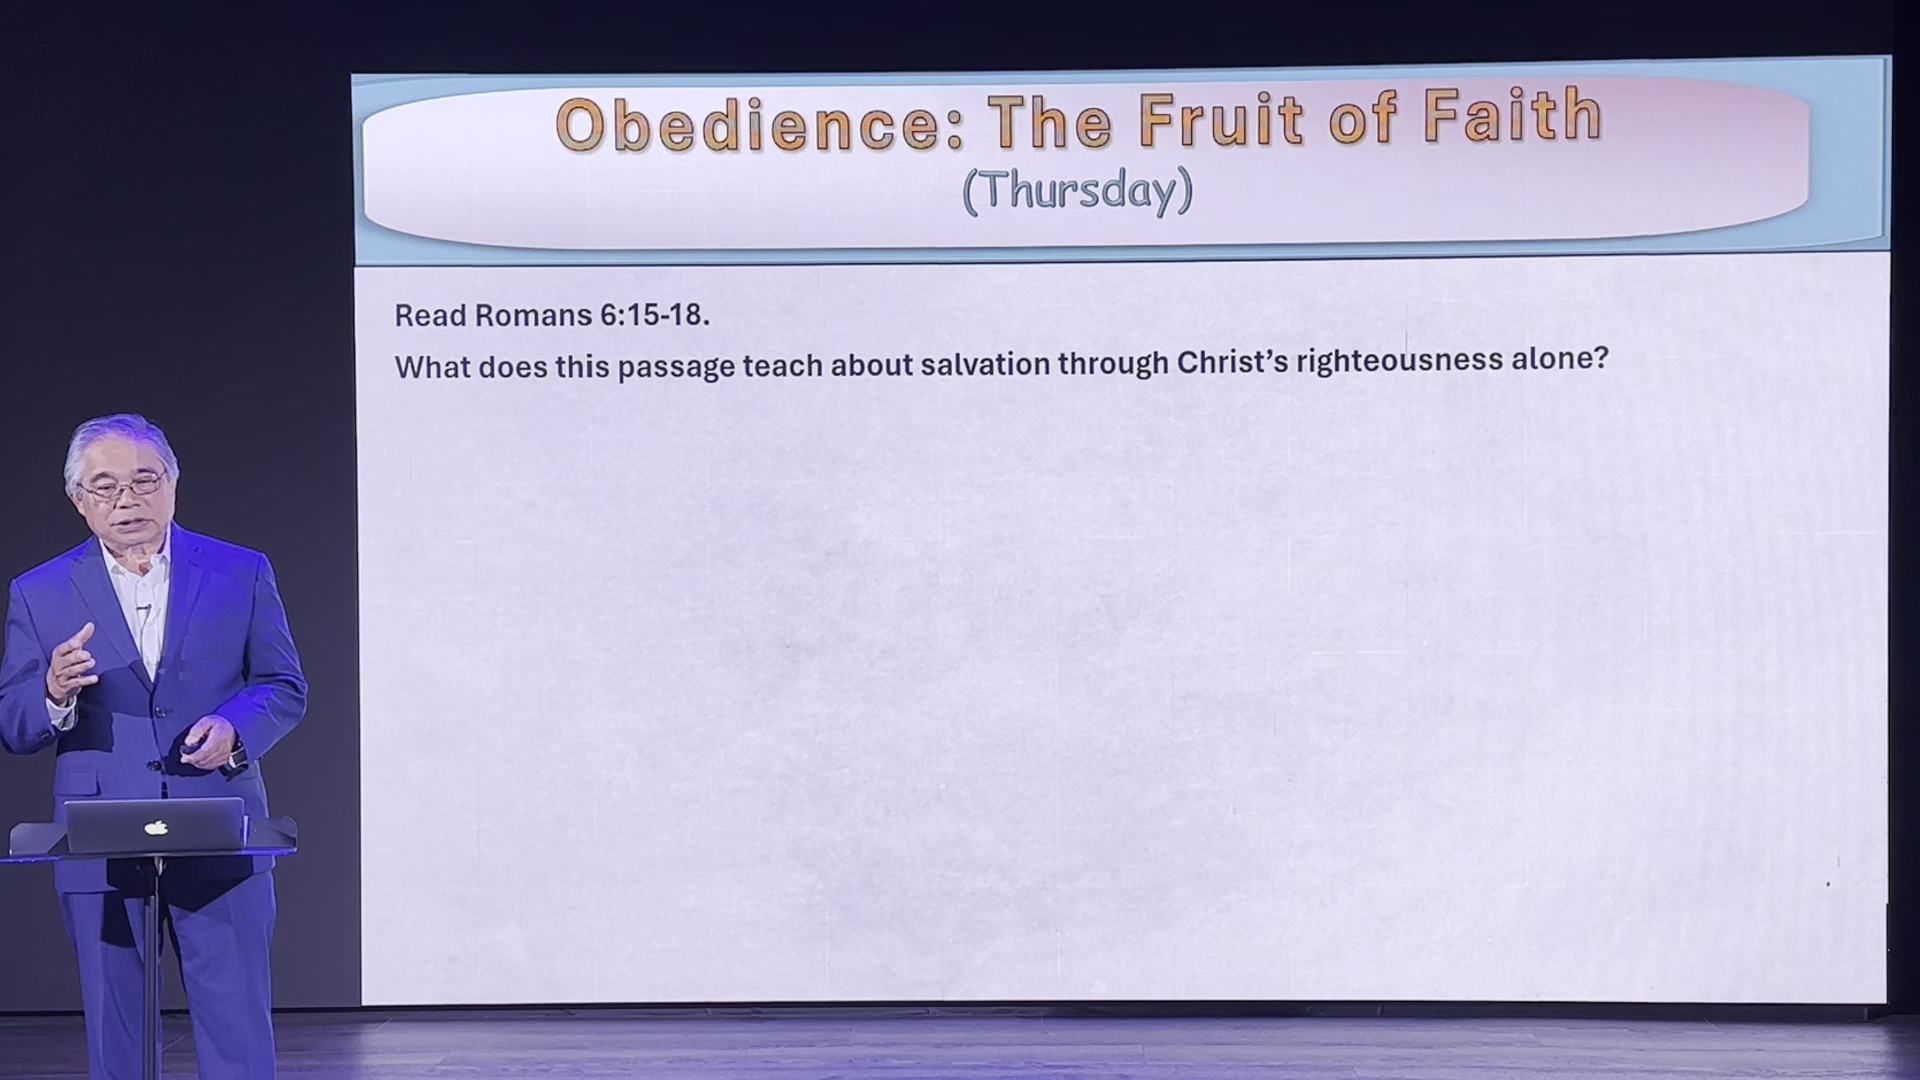 Obedience: The Fruit of Faith
(Thursday)
Read Romans 6:15-18.
What does this passage teach about salvation through Christ’s righteousness alone?